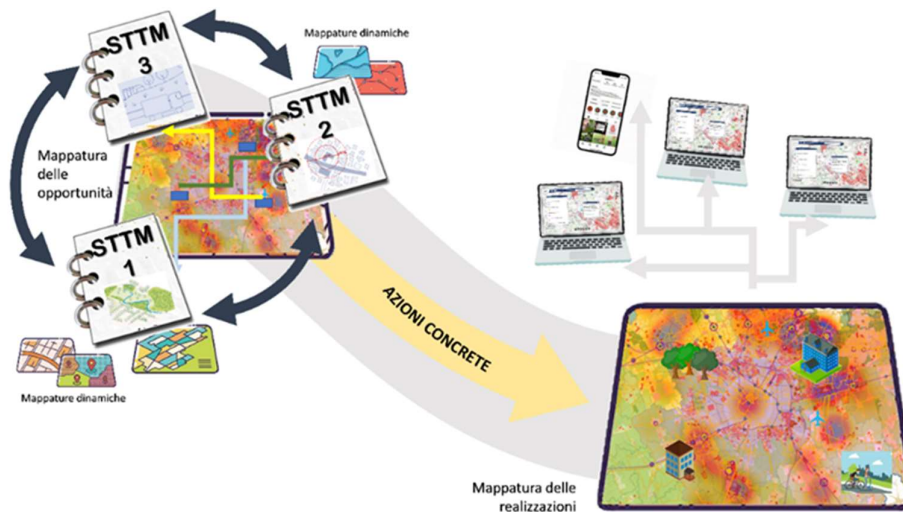 STTM
3
Mappature dinamiche
STTM
2
Mappatura
delle
opportunità
STTM
1
Mappature dinamiche
AZIONI CONCRETE
Mappatura delle
realizzazioni